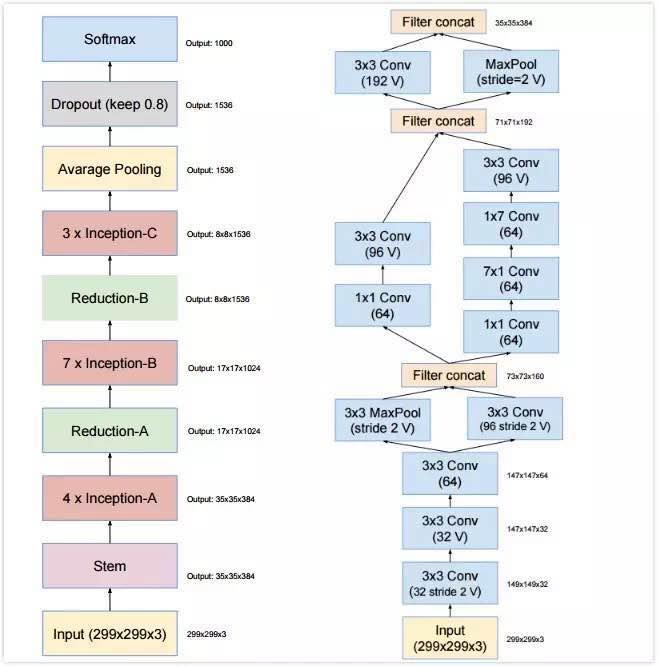 Softmax
Output: 1000
Dropout (keep 0.8)
Output: 1536
Avarage Pooling
Output: 1536
3 x Inception-C
Output: 8x8x1536
Reduction-B
Output: 8x8x1536
7 x Inception-B
Output: 17x17x1024
Reduction-A
Output: 17x17x1024
4 x Inception-A
Output: 35x35x384
Stem
Output: 35x35x384
Input (299x299x3)
299x299x3
Filter concat
35x35x384
3x3 Conv
(192 V)
MaxPool
(stride=2 V)
Filter concat
71x71x192
3x3 Conv
(96 V)
1x7 Conv
(64)
3x3 Conv
(96 V)
7x1 Conv
(64)
1x1 Conv
(64)
1x1 Conv
(64)
Filter concat
73x73x160
3x3 MaxPool
(stride 2 V)
3x3 Conv
(96 stride 2 V)
3x3 Conv
(64)
147x147x64
3x3 Conv
(32 V)
147x147x32
3x3 Conv
(32 stride 2 V)
149x149x32
Input
(299x299x3)
299x299x3